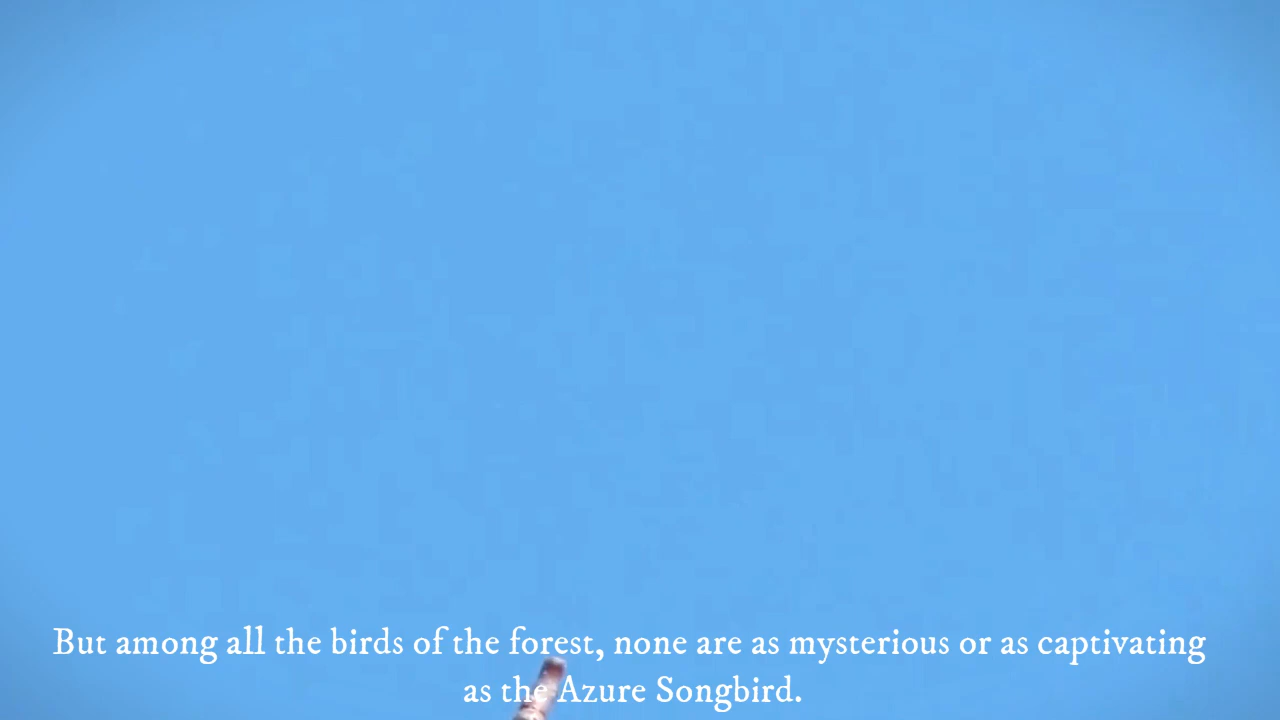 But among all the birds of the forest, none are as mysterious or as captivating
as the Azure Songbird.